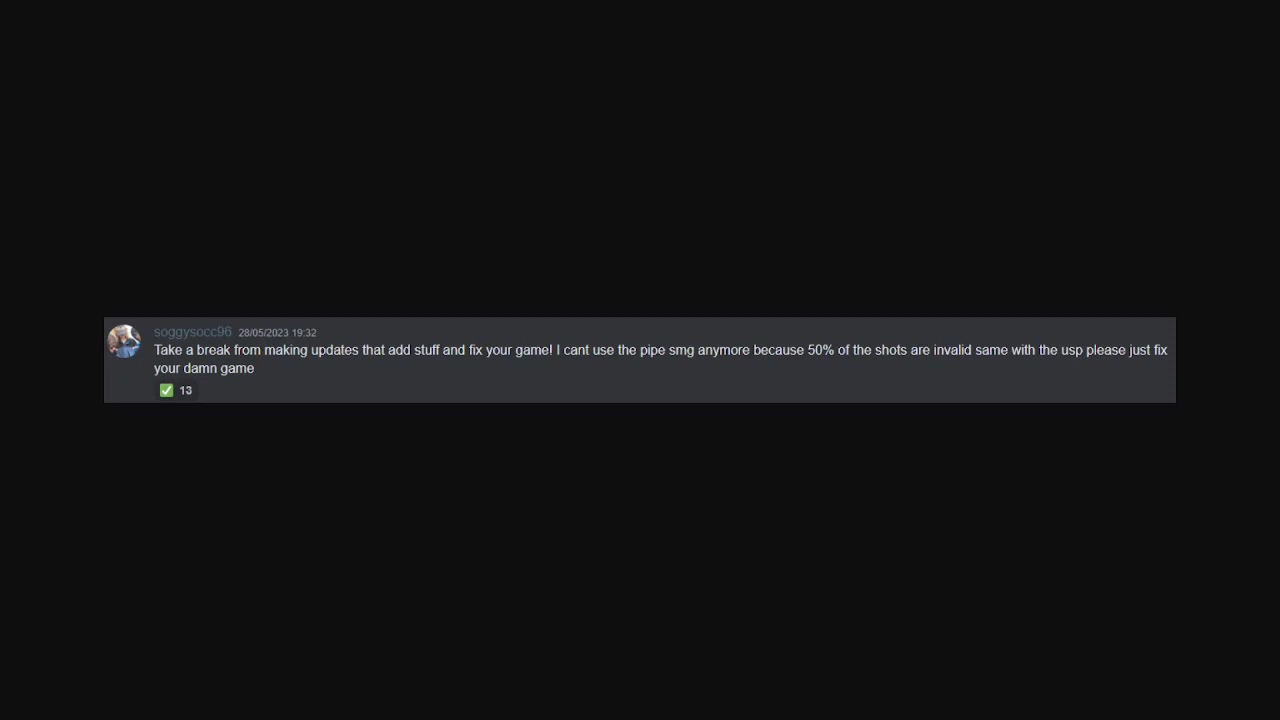 soggysocc96 28/05/2023 19:32
Take a break from making updates that add stuff and fix your game! I cant use the pipe smg anymore because 50% of the shots are invalid same with the usp please just fix
your damn game
✅ 13